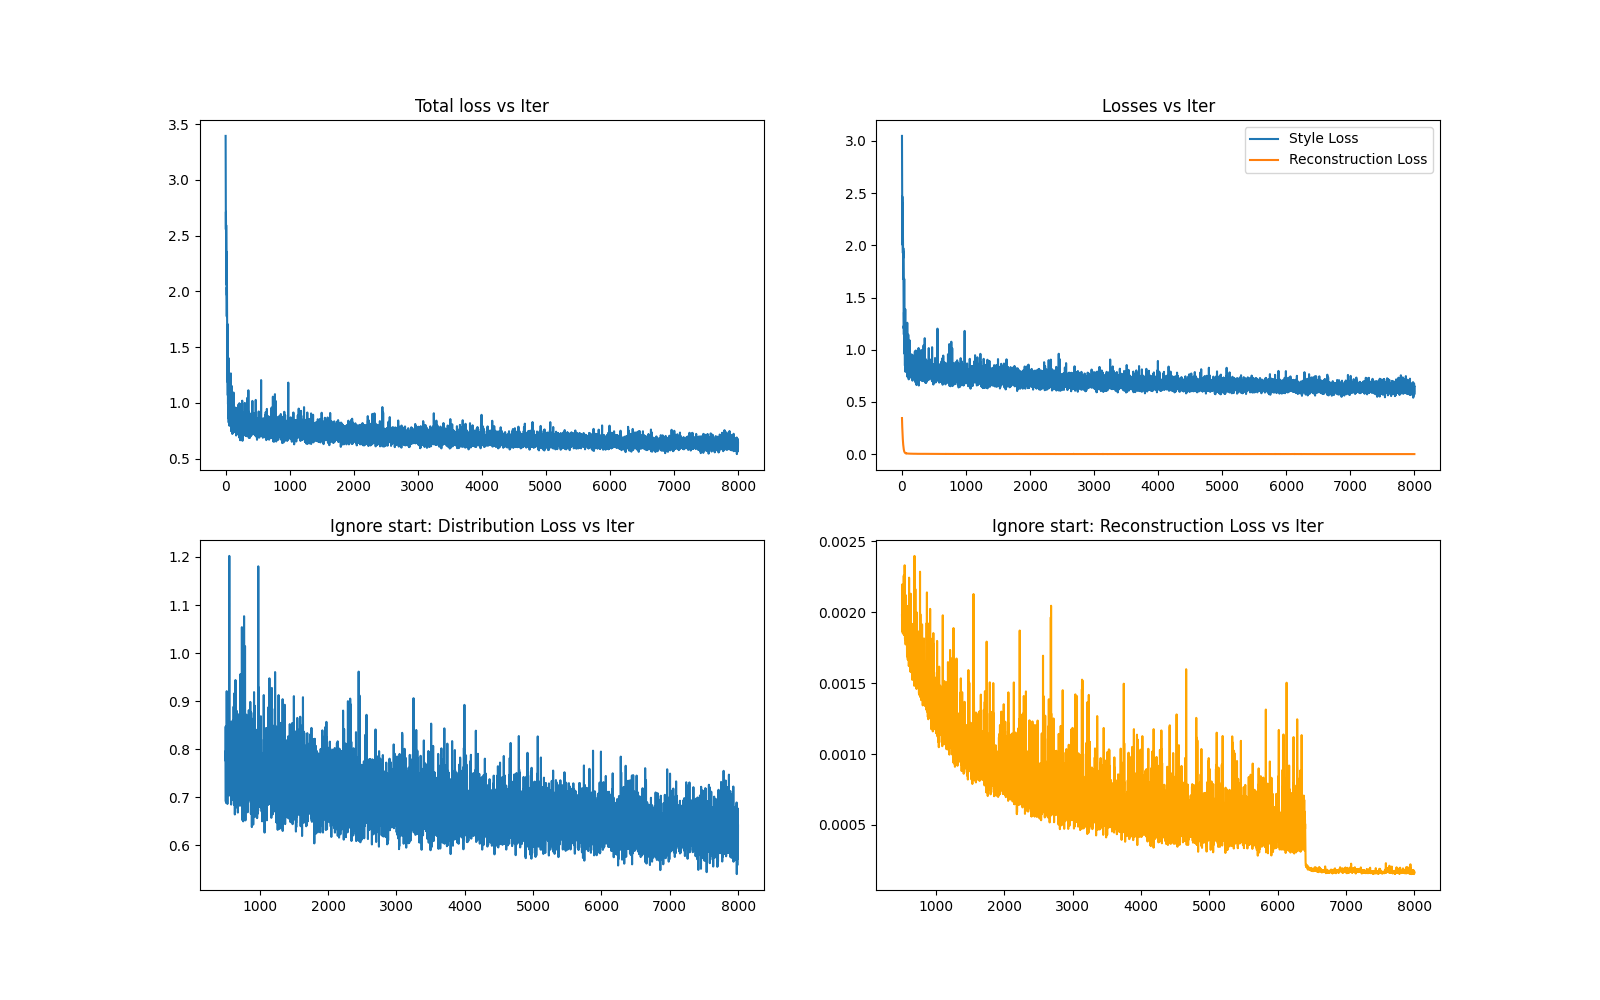 Total loss vs Iter
3.5
3.0
2.5
2.0
1.5
1.0
0.5
0 1000 2000 3000 4000 5000 6000 7000 8000
Losses vs Iter
Style Loss
Reconstruction Loss
3.0
2.5
2.0
1.5
1.0
0.5
0.0
0 1000 2000 3000 4000 5000 6000 7000 8000
Ignore start: Distribution Loss vs Iter
1.2
1.1
1.0
0.9
0.8
0.7
0.6
1000 2000 3000 4000 5000 6000 7000 8000
Ignore start: Reconstruction Loss vs Iter
0.0025
0.0020
0.0015
0.0010
0.0005
1000 2000 3000 4000 5000 6000 7000 8000